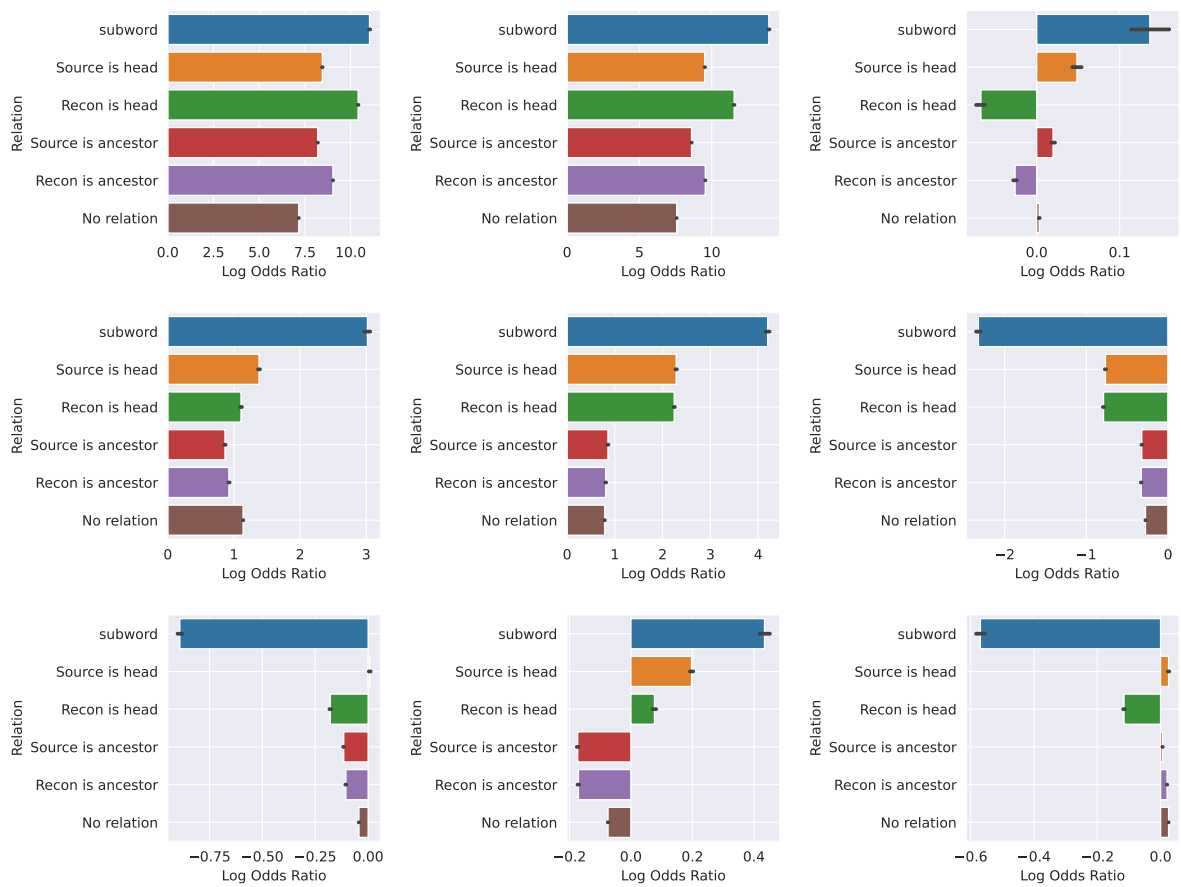 Relation
subword
Source is head
Recon is head
Source is ancestor
Recon is ancestor
No relation
0.0 2.5 5.0 7.5 10.0
Log Odds Ratio
Relation
subword
Source is head
Recon is head
Source is ancestor
Recon is ancestor
No relation
0 5 10
Log Odds Ratio
Relation
subword
Source is head
Recon is head
Source is ancestor
Recon is ancestor
No relation
0.0 0.1
Log Odds Ratio
Relation
subword
Source is head
Recon is head
Source is ancestor
Recon is ancestor
No relation
0 1 2 3
Log Odds Ratio
Relation
subword
Source is head
Recon is head
Source is ancestor
Recon is ancestor
No relation
0 1 2 3 4
Log Odds Ratio
Relation
subword
Source is head
Recon is head
Source is ancestor
Recon is ancestor
No relation
−2 −1 0
Log Odds Ratio
Relation
subword
Source is head
Recon is head
Source is ancestor
Recon is ancestor
No relation
−0.75 −0.50 −0.25 0.00
Log Odds Ratio
Relation
subword
Source is head
Recon is head
Source is ancestor
Recon is ancestor
No relation
−0.2 0.0 0.2 0.4
Log Odds Ratio
Relation
subword
Source is head
Recon is head
Source is ancestor
Recon is ancestor
No relation
−0.6 −0.4 −0.2 0.0
Log Odds Ratio